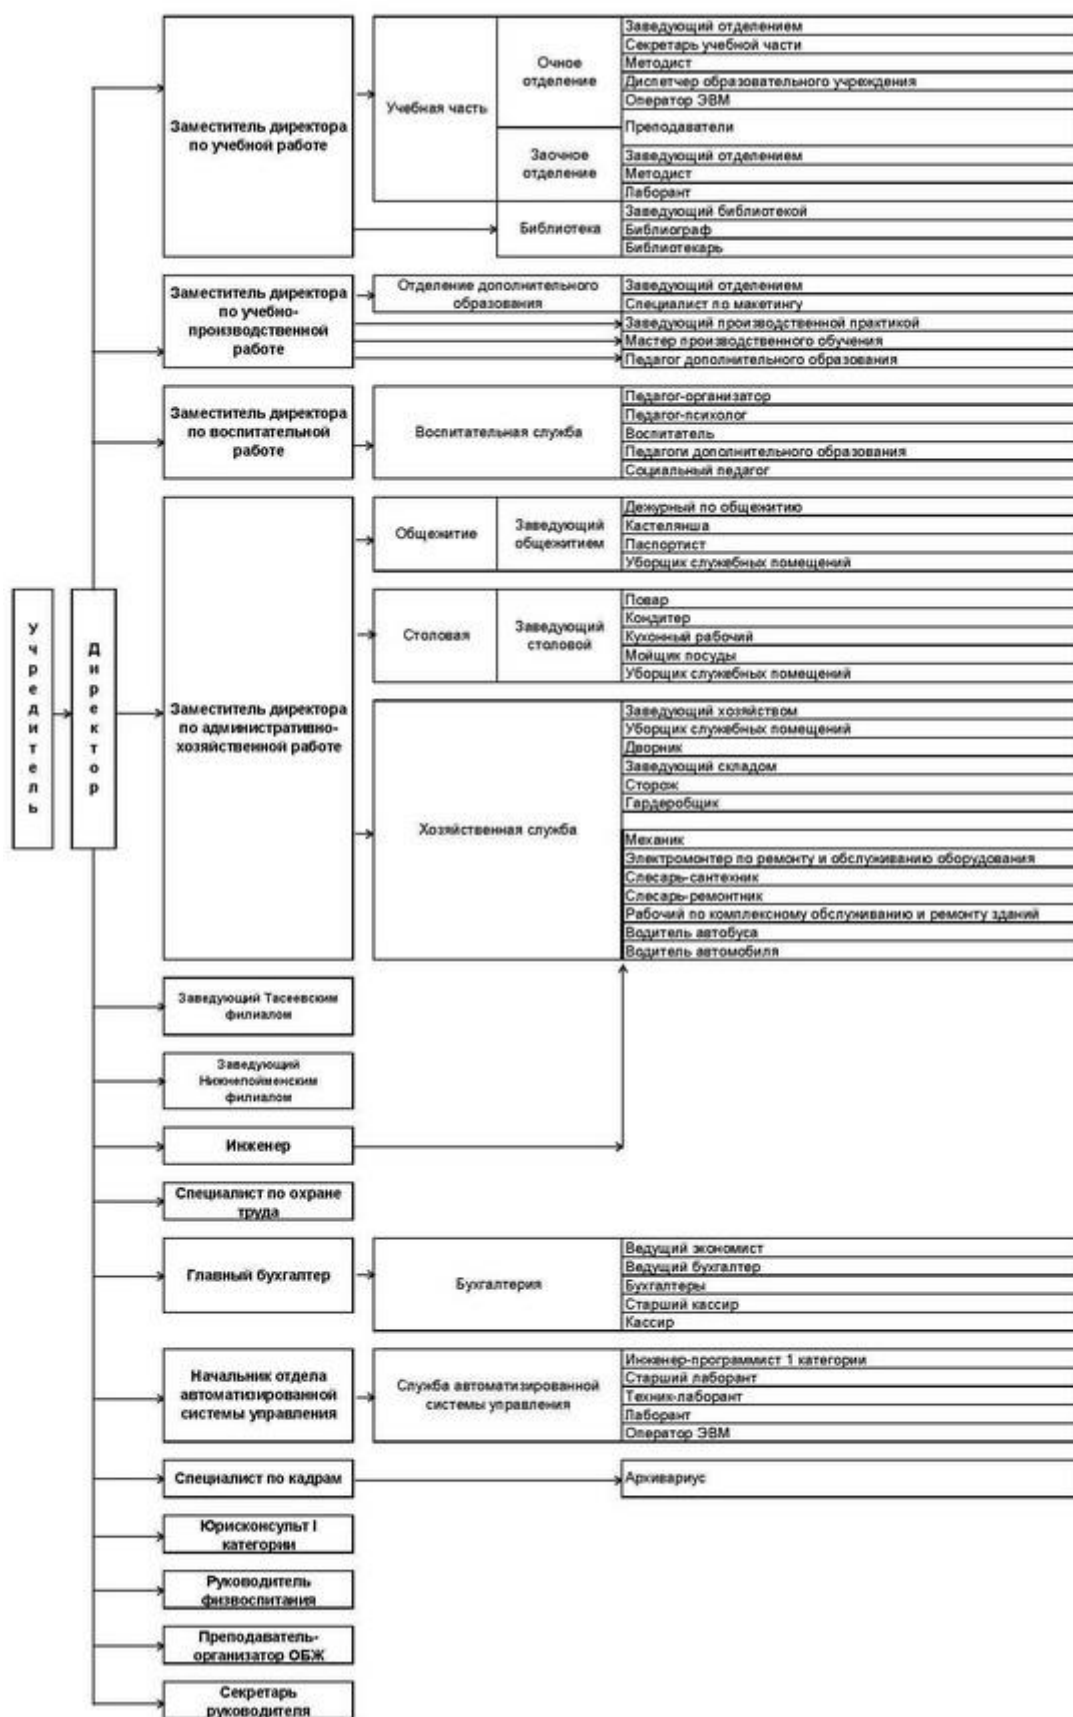 Учредитель
Директор
Заместитель директора
по учебной работе
Учебная часть
Очное
отделение
Заведующий отделением
Секретарь учебной части
Методист
Диспетчер образовательного учреждения
Оператор ЭВМ
Преподаватели
Заочное
отделение
Заведующий отделением
Методист
Лаборант
Библиотека
Заведующий библиотекой
Библиограф
Библиотекарь
Заместитель директора
по учебно-
производственной
работе
Отделение дополнительного
образования
Заведующий отделением
Специалист по макетингу
Заведующий производственной практикой
Мастер производственного обучения
Педагог дополнительного образования
Заместитель директора
по воспитательной
работе
Воспитательная служба
Педагог-организатор
Педагог-психолог
Воспитатель
Педагоги дополнительного образования
Социальный педагог
Заместитель директора
по административно-
хозяйственной работе
Общежитие
Заведующий
общежитием
Дежурный по общежитию
Кастелянша
Паспортист
Уборщик служебных помещений
Столовая
Заведующий
столовой
Повар
Кондитер
Кухонный рабочий
Мойщик посуды
Уборщик служебных помещений
Хозяйственная служба
Заведующий хозяйством
Уборщик служебных помещений
Дворник
Заведующий складом
Сторож
Гардеробщик
Механик
Электромонтер по ремонту и обслуживанию оборудования
Слесарь-сантехник
Слесарь-ремонтник
Рабочий по комплексному обслуживанию и ремонту зданий
Водитель автобуса
Водитель автомобиля
Заведующий Тасеевским
филиалом
Заведующий
Нижнепойменским
филиалом
Инженер
Специалист по охране
труда
Главный бухгалтер
Бухгалтерия
Ведущий экономист
Ведущий бухгалтер
Бухгалтеры
Старший кассир
Кассир
Начальник отдела
автоматизированной
системы управления
Служба автоматизированной
системы управления
Инженер-программист 1 категории
Старший лаборант
Техник-лаборант
Лаборант
Оператор ЭВМ
Специалист по кадрам
Архивариус
Юрисконсульт I
категории
Руководитель
физвоспитания
Преподаватель-
организатор ОБЖ
Секретарь
руководителя